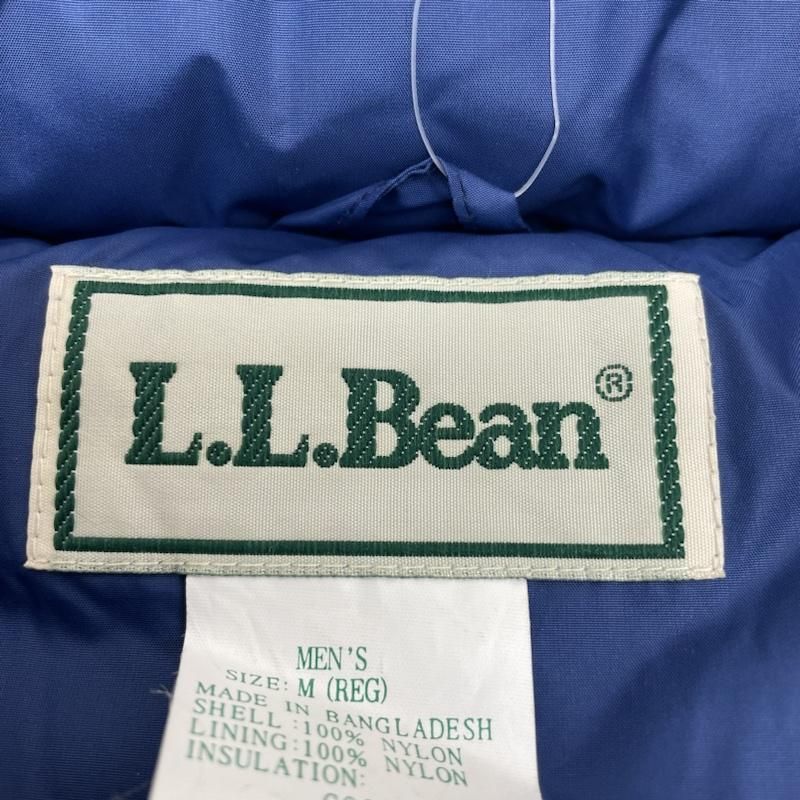 L.L.Bean®
MEN'S
SIZE: M (REG)
MADE IN BANGLADESH
SHELL :100% NYLON
LINING:100% NYLON
INSULATION: